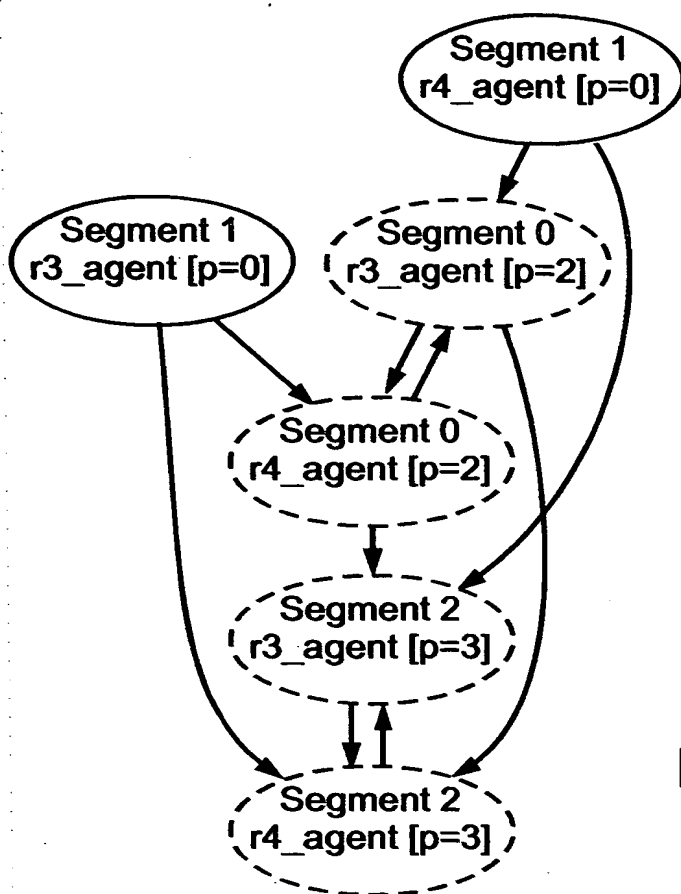 Segment 1
r4_agent [p=0]
Segment 1
r3_agent [p=0]
Segment 0
r3_agent [p=2]
Segment 0
r4_agent [p=2]
Segment 2
r3_agent [p=3]
Segment 2
r4_agent [p=3]